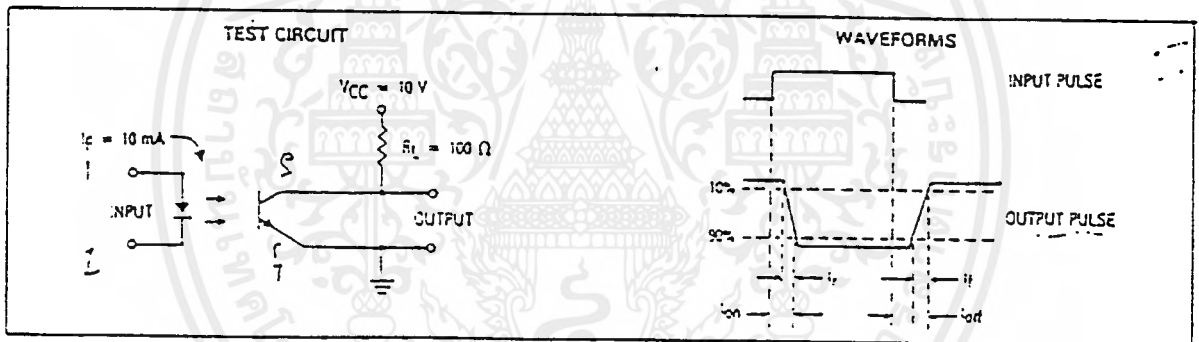 TEST CIRCUIT
VCC = 10 V
IF = 10 mA
RL = 100 Ω
INPUT
OUTPUT
WAVEFORMS
INPUT PULSE
10%
90%
OUTPUT PULSE
tr
tf
ton
toff